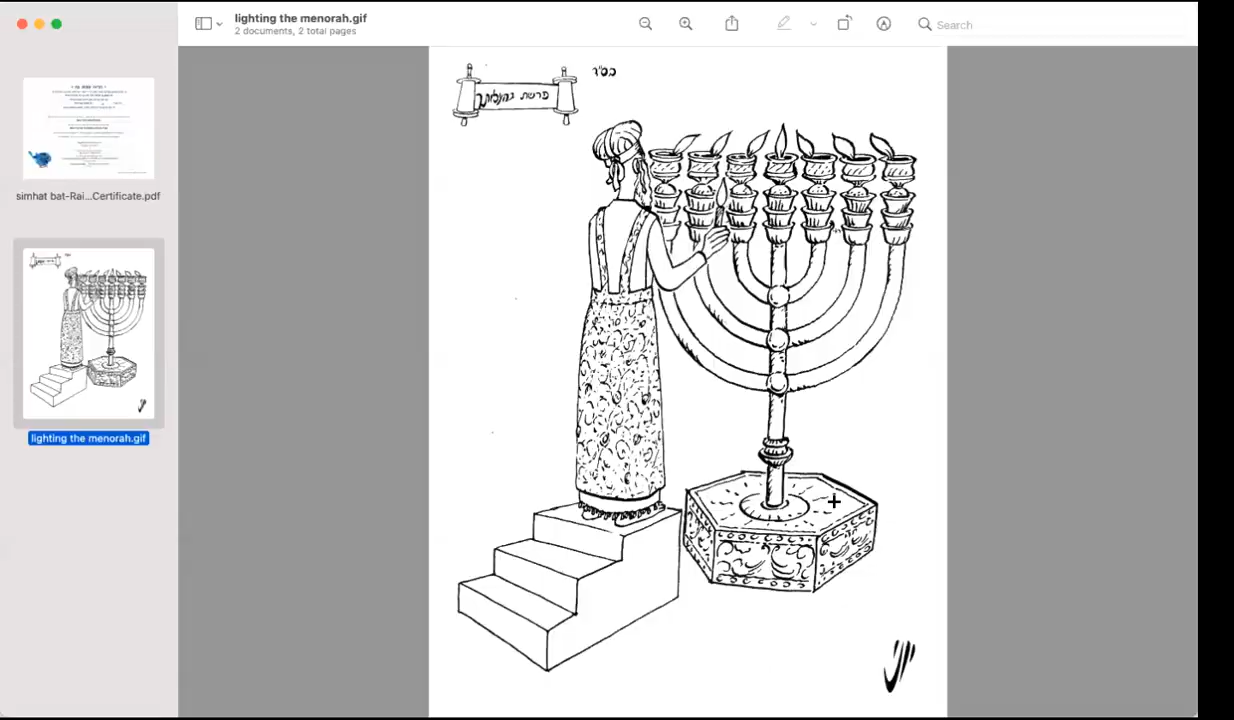 lighting the menorah.gif
2 documents, 2 total pages
Search
simhat bat-Rai...Certificate.pdf
lighting the menorah.gif
בס"ד
פרשת בהעלותך